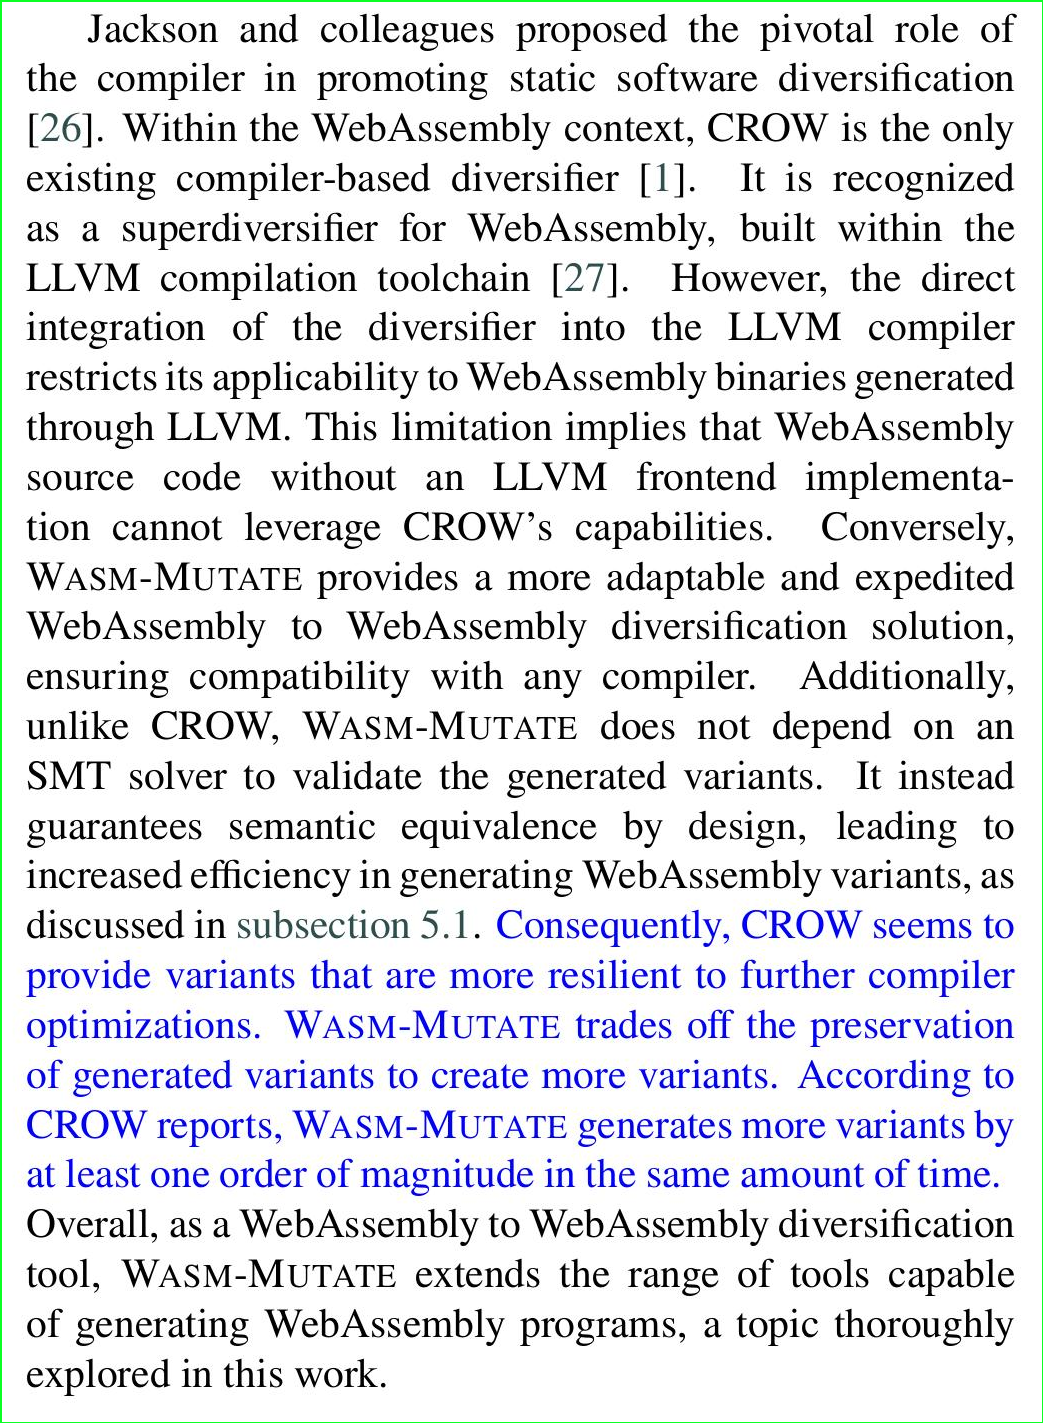 Jackson and colleagues proposed the pivotal role of
the compiler in promoting static software diversification
[26]. Within the WebAssembly context, CROW is the only
existing compiler-based diversifier [1]. It is recognized
as a superdiversifier for WebAssembly, built within the
LLVM compilation toolchain [27]. However, the direct
integration of the diversifier into the LLVM compiler
restricts its applicability to WebAssembly binaries generated
through LLVM. This limitation implies that WebAssembly
source code without an LLVM frontend implementa-
tion cannot leverage CROW’s capabilities. Conversely,
WASM-MUTATE provides a more adaptable and expedited
WebAssembly to WebAssembly diversification solution,
ensuring compatibility with any compiler. Additionally,
unlike CROW, WASM-MUTATE does not depend on an
SMT solver to validate the generated variants. It instead
guarantees semantic equivalence by design, leading to
increased efficiency in generating WebAssembly variants, as
discussed in subsection 5.1. Consequently, CROW seems to
provide variants that are more resilient to further compiler
optimizations. WASM-MUTATE trades off the preservation
of generated variants to create more variants. According to
CROW reports, WASM-MUTATE generates more variants by
at least one order of magnitude in the same amount of time.
Overall, as a WebAssembly to WebAssembly diversification
tool, WASM-MUTATE extends the range of tools capable
of generating WebAssembly programs, a topic thoroughly
explored in this work.